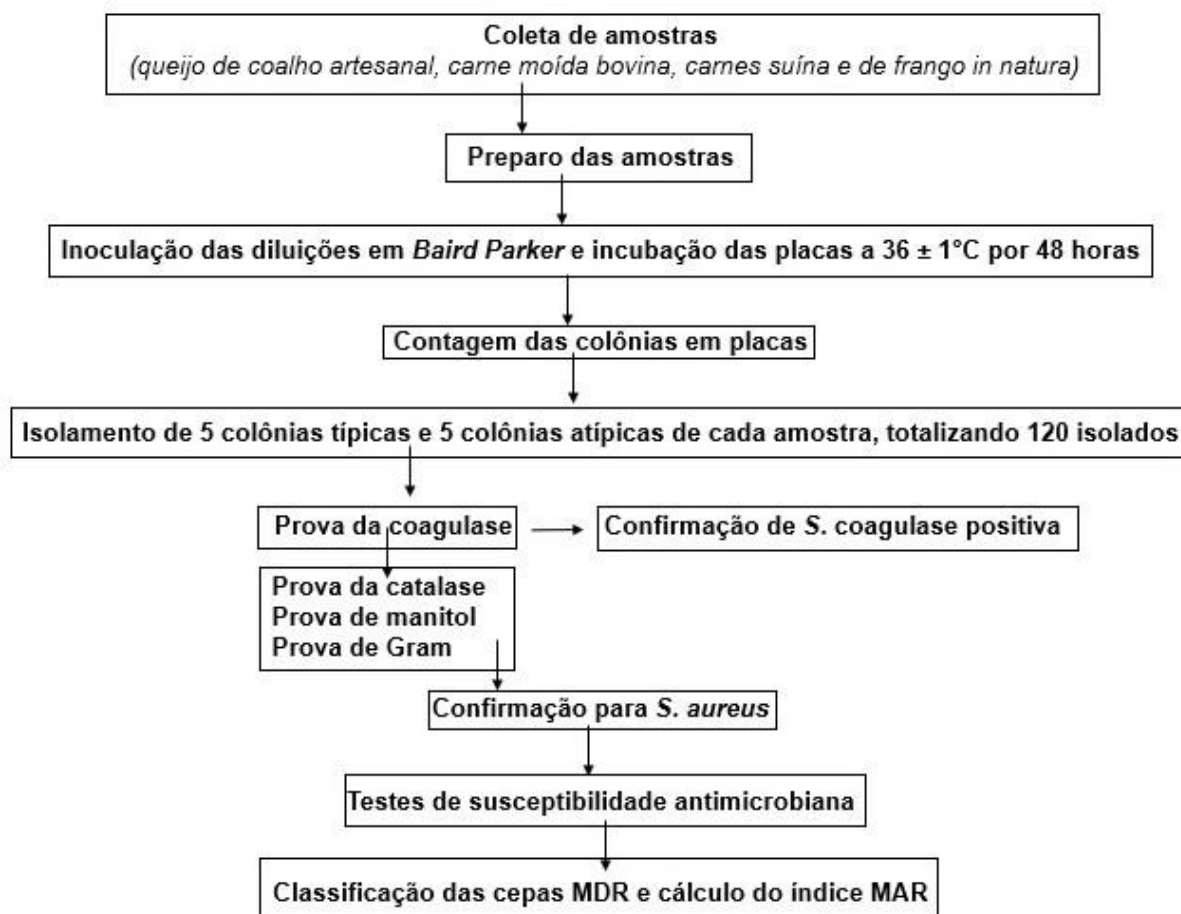 Coleta de amostras
(queijo de coalho artesanal, carne moída bovina, carnes suína e de frango in natura)
Preparo das amostras
Inoculação das diluições em Baird Parker e incubação das placas a 36 ± 1°C por 48 horas
Contagem das colônias em placas
Isolamento de 5 colônias típicas e 5 colônias atípicas de cada amostra, totalizando 120 isolados
Prova da coagulase
Confirmação de S. coagulase positiva
Prova da catalase
Prova de manitol
Prova de Gram
Confirmação para S. aureus
Testes de susceptibilidade antimicrobiana
Classificação das cepas MDR e cálculo do índice MAR